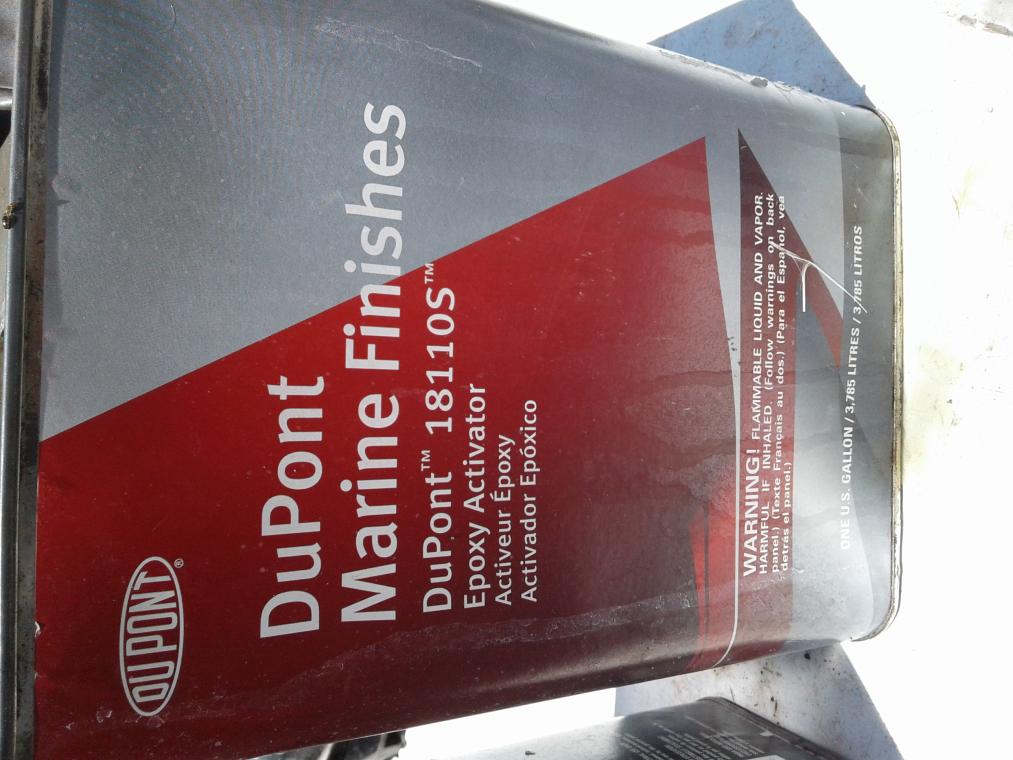 DU PONT®
DuPont
Marine Finishes
DuPont™ 18110S™
Epoxy Activator
Activeur Époxy
Activador Epóxico
WARNING! FLAMMABLE LIQUID AND VAPOR.
HARMFUL IF INHALED. (Follow warnings on back
panel.) (Texte Français au dos.) (Para el Español, vea
detrás el panel.)
ONE U.S. GALLON / 3,785 LITRES / 3,785 LITROS